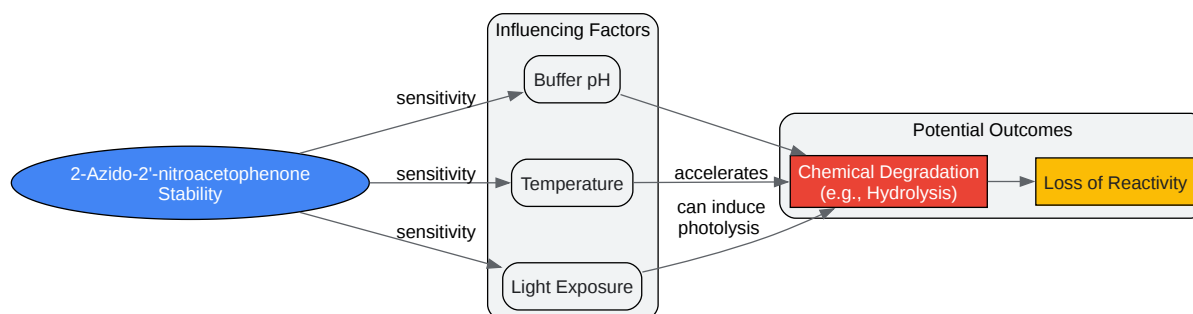 Influencing Factors
Buffer pH
sensitivity
Potential Outcomes
2-Azido-2'-nitroacetophenone
Stability
sensitivity
Temperature
accelerates
Chemical Degradation
(e.g., Hydrolysis)
Loss of Reactivity
can induce
photolysis
sensitivity
Light Exposure